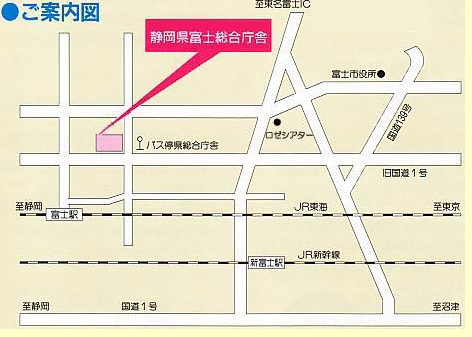 ●ご案内図
至東名富士IC
静岡県富士総合庁舎
富士市役所●
国道139号
ロゼシアター
バス停県総合庁舎
旧国道1号
至静岡
JR東海
至東京
富士駅
JR新幹線
新富士駅
至静岡
国道1号
至沼津